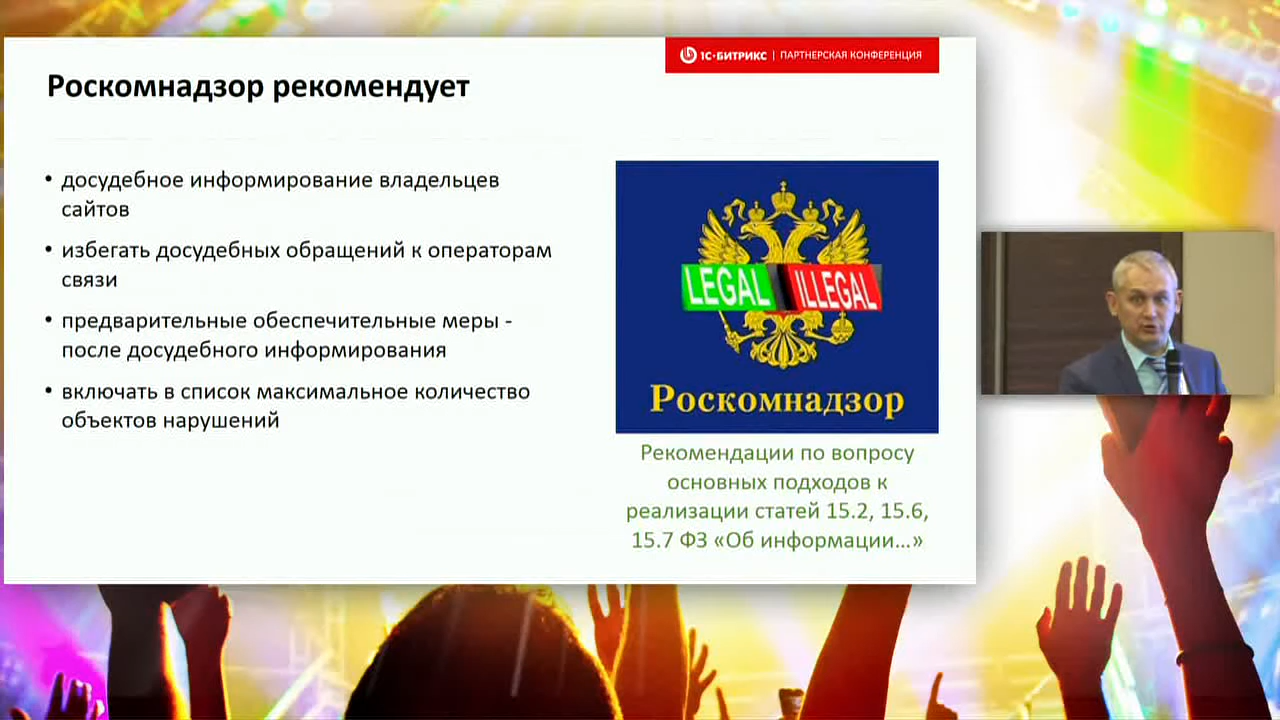 1С-БИТРИКС | ПАРТНЕРСКАЯ КОНФЕРЕНЦИЯ
Роскомнадзор рекомендует
• досудебное информирование владельцев
сайтов
• избегать досудебных обращений к операторам
связи
• предварительные обеспечительные меры -
после досудебного информирования
• включать в список максимальное количество
объектов нарушений
LEGAL ILLEGAL
Роскомнадзор
Рекомендации по вопросу
основных подходов к
реализации статей 15.2, 15.6,
15.7 ФЗ «Об информации...»